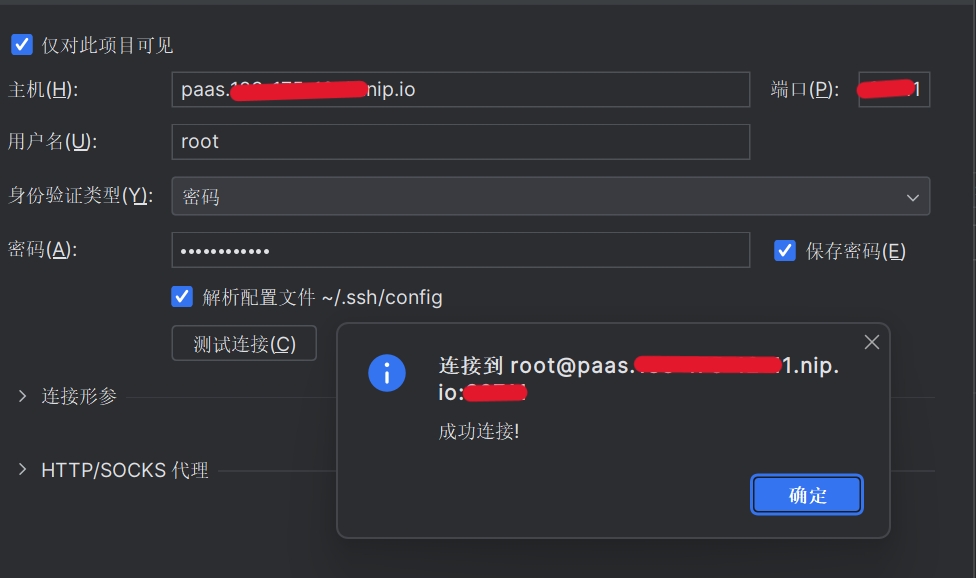 仅对此项目可见
主机(H): paas. nip.io 端口(P): 1
用户名(U): root
身份验证类型(Y): 密码
密码(A): •••••••••••• 保存密码(E)
解析配置文件 ~/.ssh/config
测试连接(C)
连接到 root@paas. 1.nip.
io:
成功连接!
确定
连接形参
HTTP/SOCKS 代理